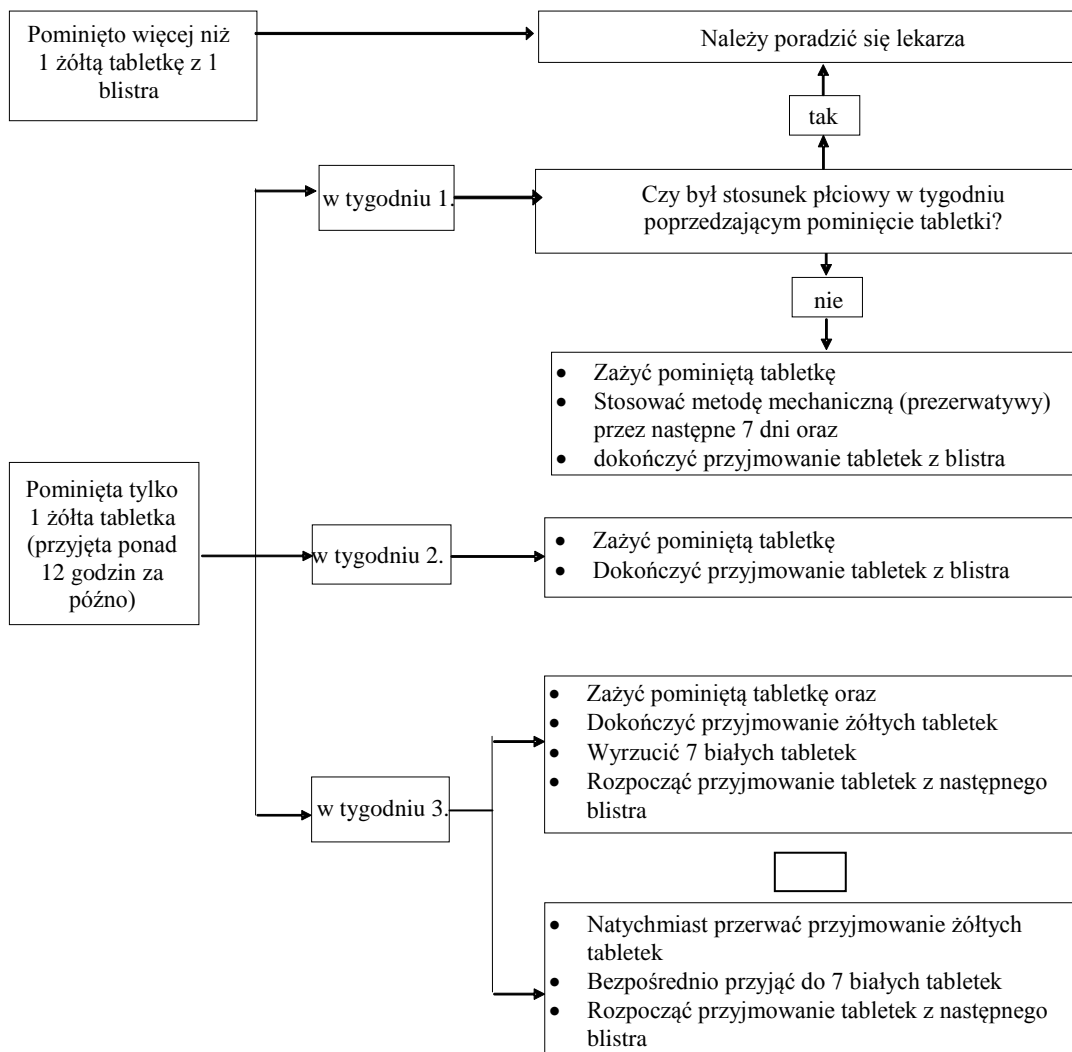 Pominięto więcej niż
1 żółtą tabletkę z 1
blistra
Należy poradzić się lekarza
tak
w tygodniu 1.
Czy był stosunek płciowy w tygodniu
poprzedzającym pominięcie tabletki?
nie
• Zażyć pominiętą tabletkę
• Stosować metodę mechaniczną (prezerwatywy)
przez następne 7 dni oraz
• dokończyć przyjmowanie tabletek z blistra
Pominięta tylko
1 żółta tabletka
(przyjęta ponad
12 godzin za
późno)
w tygodniu 2.
• Zażyć pominiętą tabletkę
• Dokończyć przyjmowanie tabletek z blistra
w tygodniu 3.
• Zażyć pominiętą tabletkę oraz
• Dokończyć przyjmowanie żółtych tabletek
• Wyrzucić 7 białych tabletek
• Rozpocząć przyjmowanie tabletek z następnego
blistra
• Natychmiast przerwać przyjmowanie żółtych
tabletek
• Bezpośrednio przyjąć do 7 białych tabletek
• Rozpocząć przyjmowanie tabletek z następnego
blistra